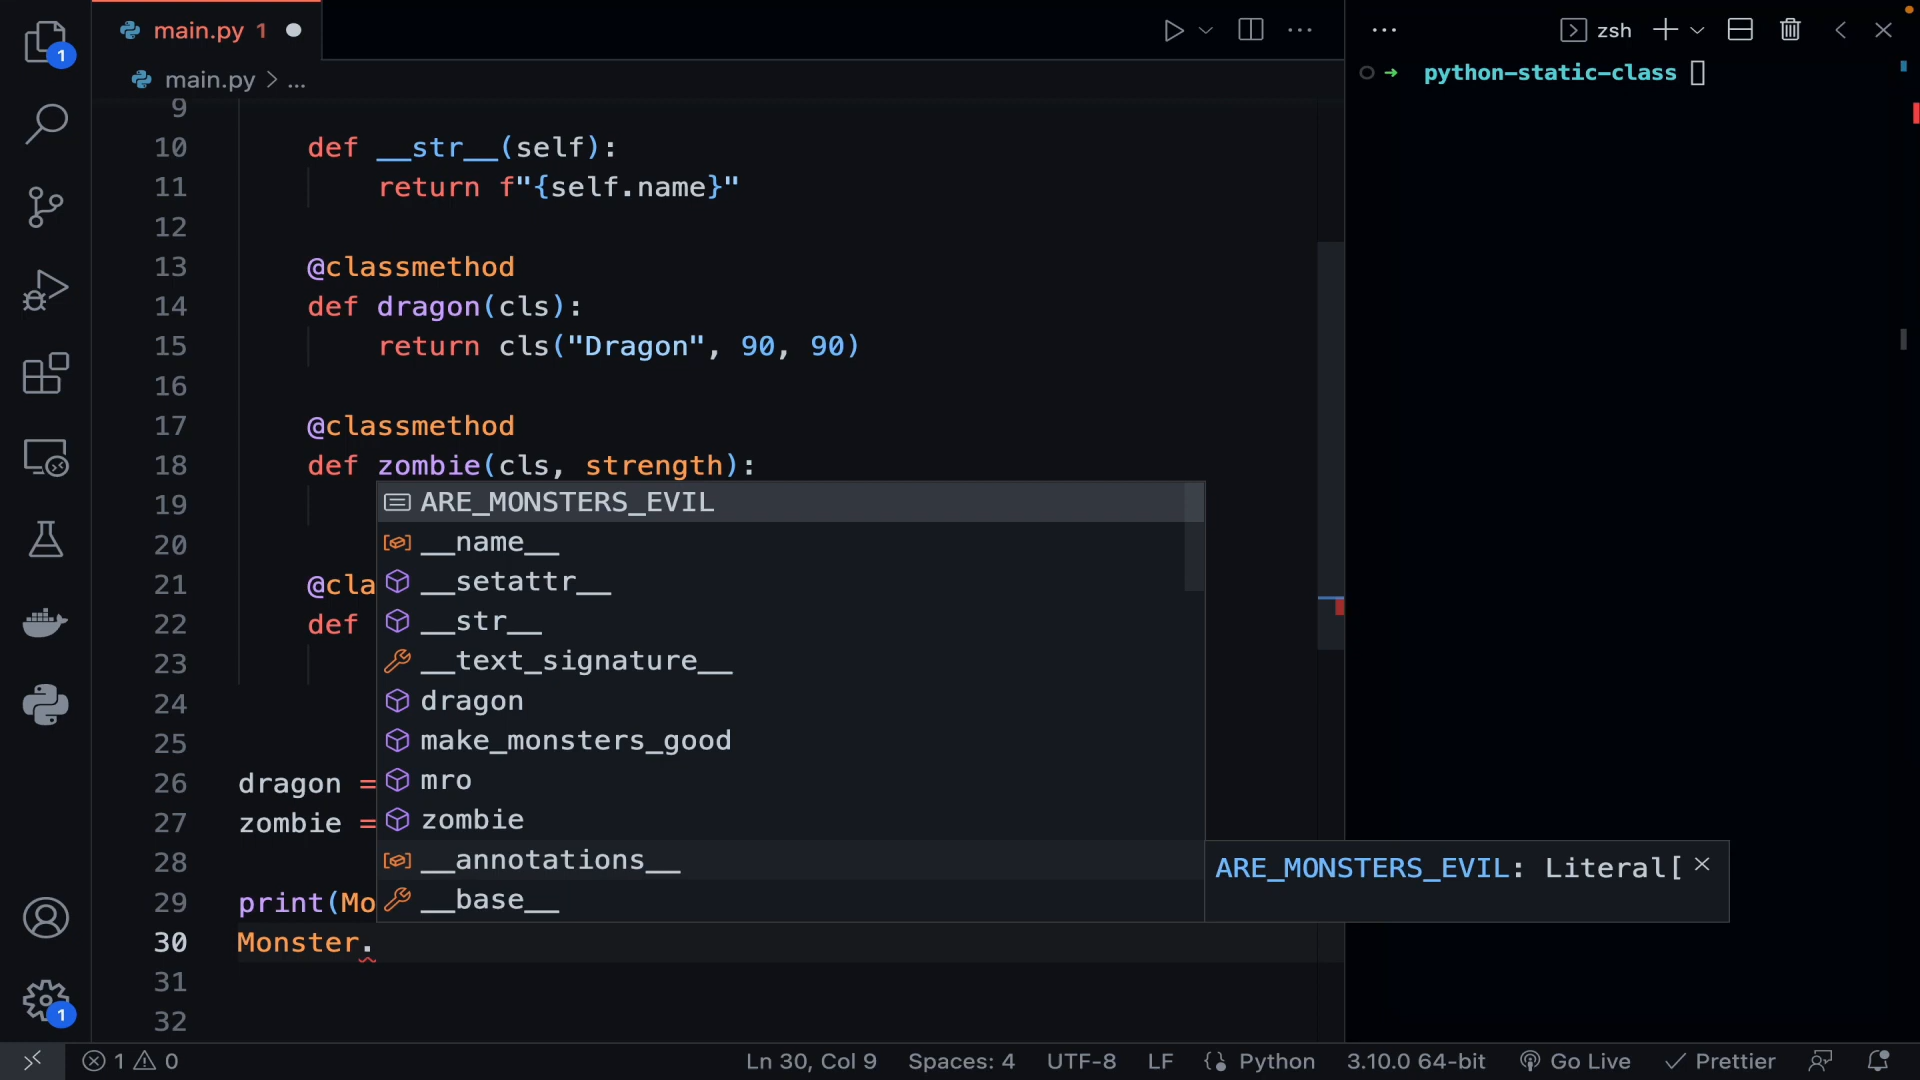 1
main.py 1
zsh
main.py > ...
python-static-class
9
10 def __str__(self):
11 return f"{self.name}"
12
13 @classmethod
14 def dragon(cls):
15 return cls("Dragon", 90, 90)
16
17 @classmethod
18 def zombie(cls, strength):
19 ARE_MONSTERS_EVIL
20 __name__
__setattr__
21 @cla
22 def __str__
23 __text_signature__
24 dragon
25 make_monsters_good
26 dragon = mro
27 zombie = zombie
28 __annotations__
ARE_MONSTERS_EVIL: Literal[
29 print(Mo __base__
30 Monster.
31
32
1
1 0
Ln 30, Col 9 Spaces: 4 UTF-8 LF {} Python 3.10.0 64-bit Go Live Prettier